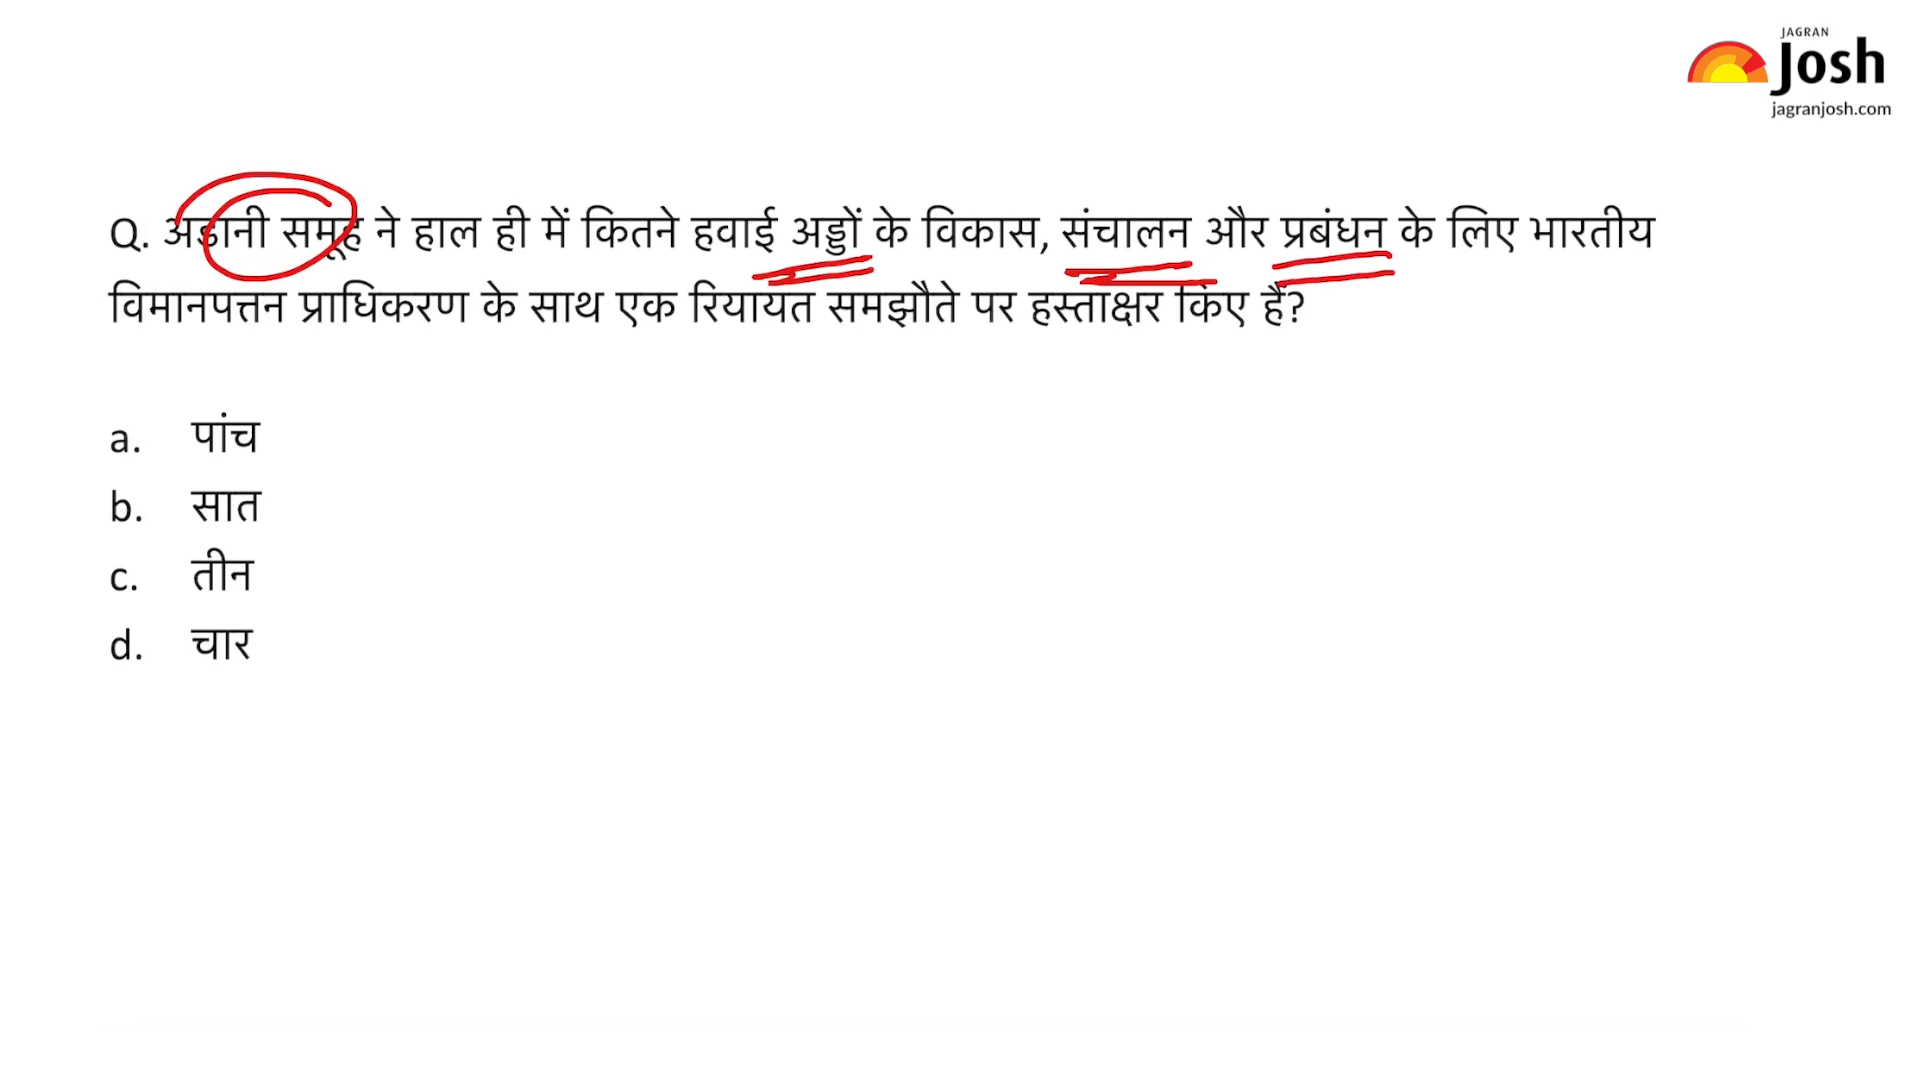 JAGRAN
Josh
jagranjosh.com
Q. अडानी समूह ने हाल ही में कितने हवाई अड्डों के विकास, संचालन और प्रबंधन के लिए भारतीय
विमानपत्तन प्राधिकरण के साथ एक रियायत समझौते पर हस्ताक्षर किए हैं?
a. पांच
b. सात
c. तीन
d. चार